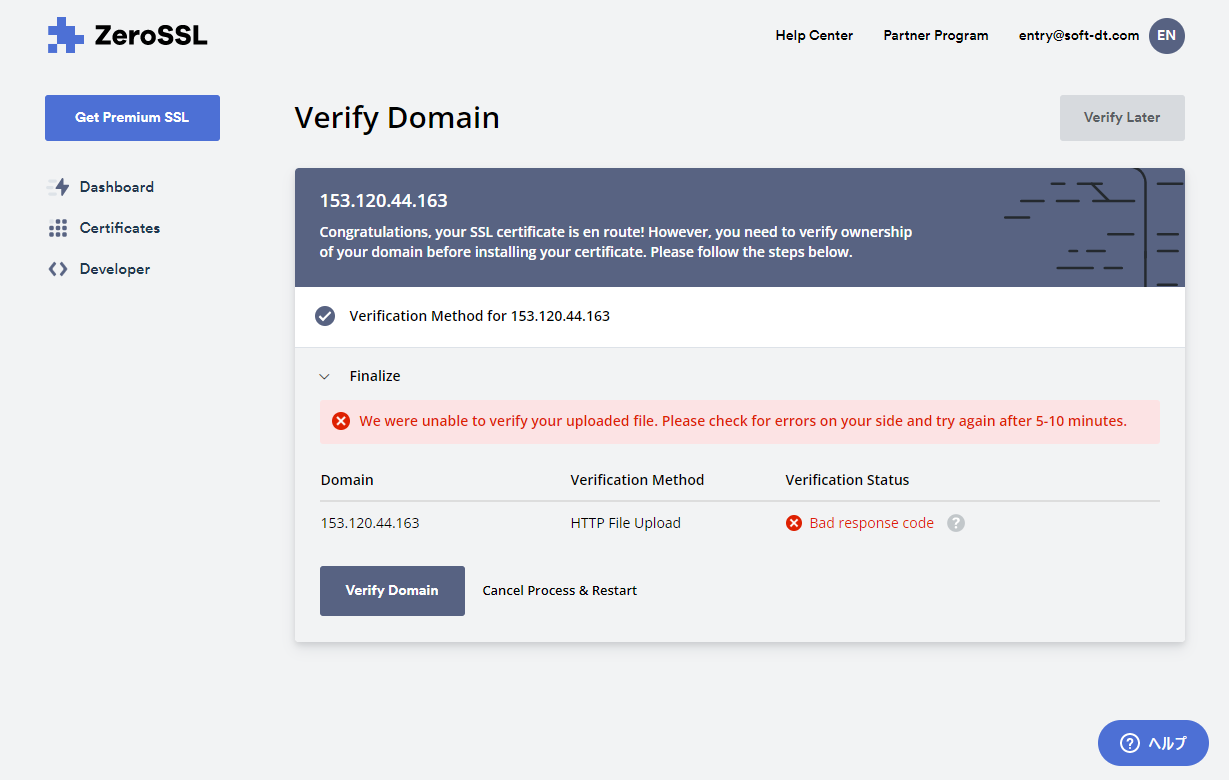 ZeroSSL
Help Center
Partner Program
entry@soft-dt.com
EN
Get Premium SSL
Dashboard
Certificates
Developer
Verify Domain
Verify Later
153.120.44.163
Congratulations, your SSL certificate is en route! However, you need to verify ownership
of your domain before installing your certificate. Please follow the steps below.
Verification Method for 153.120.44.163
Finalize
We were unable to verify your uploaded file. Please check for errors on your side and try again after 5-10 minutes.
Domain Verification Method Verification Status
153.120.44.163 HTTP File Upload Bad response code ?
Verify Domain Cancel Process & Restart
ヘルプ